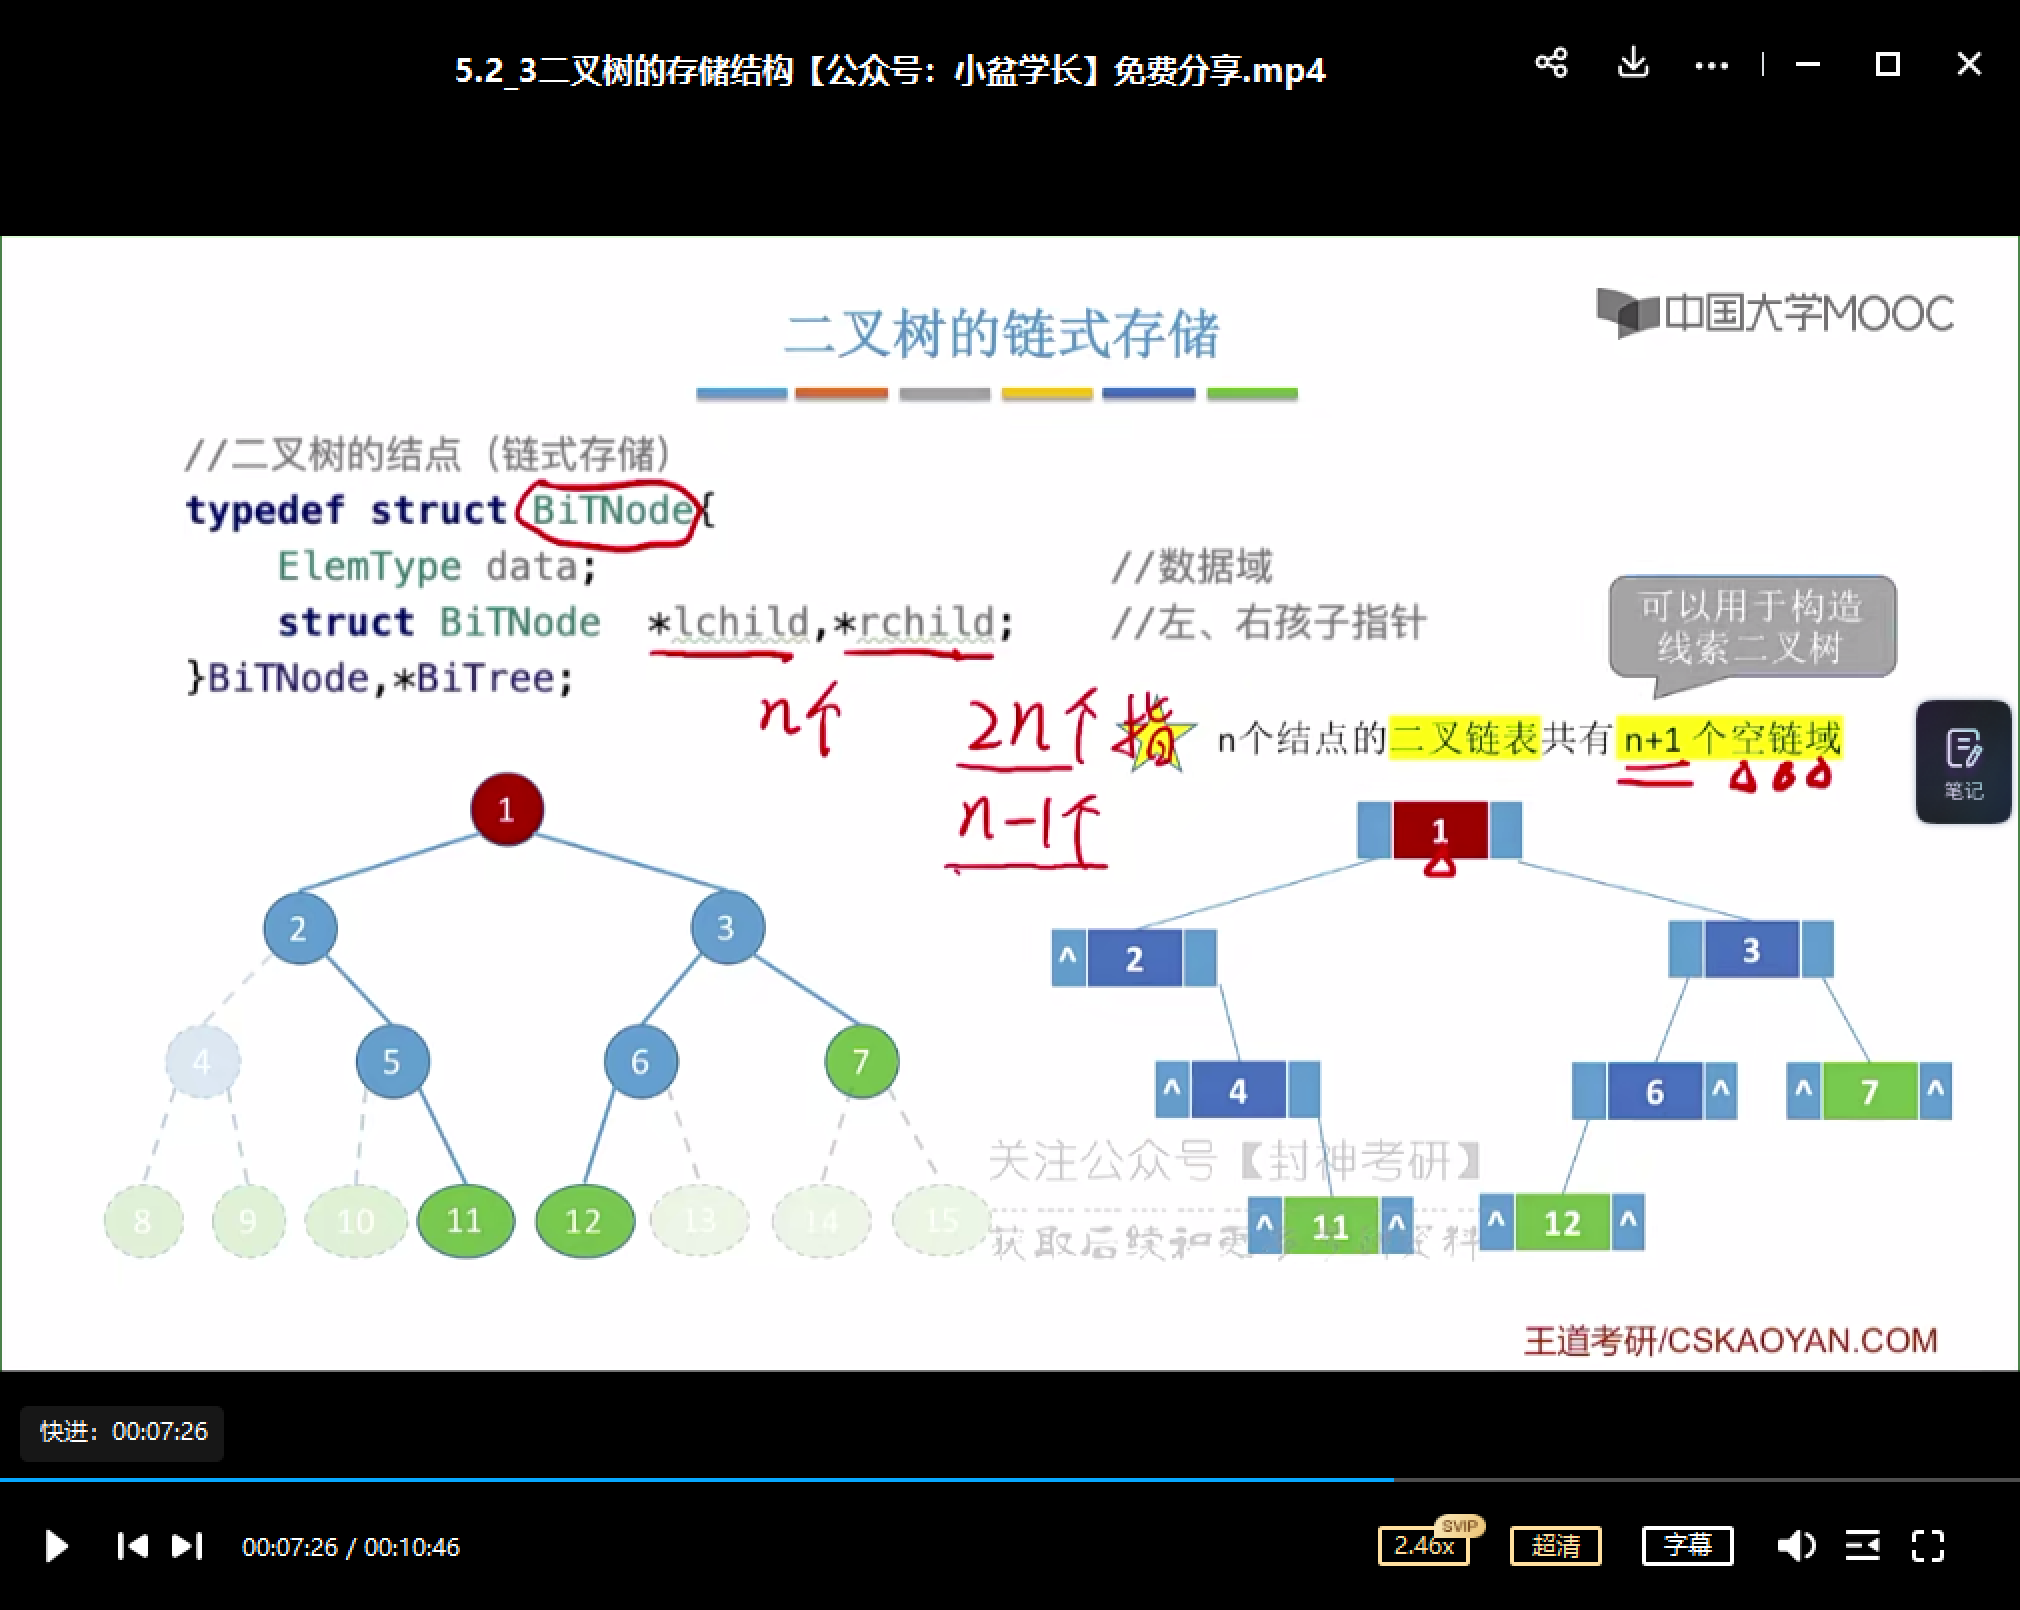 5.2_3二叉树的存储结构【公众号：小盆学长】免费分享.mp4
中国大学MOOC
二叉树的链式存储
//二叉树的结点（链式存储）
typedef struct BiTNode{
ElemType data; //数据域
struct BiTNode *lchild,*rchild; //左、右孩子指针
}BiTNode,*BiTree;
可以用于构造
线索二叉树
n个
2n个指
n-1个
n个结点的二叉链表共有 n+1 个空链域
笔记
1
2 3
4 5 6 7
8 9 10 11 12 13 14 15
1
^ 2 3
^ 4 6 ^ ^ 7 ^
^ 11 ^ ^ 12 ^
关注公众号【封神考研】
获取后续和更
资料
王道考研/CSKAOYAN.COM
快进：00:07:26
00:07:26 / 00:10:46
2.46x
SVIP
超清
字幕